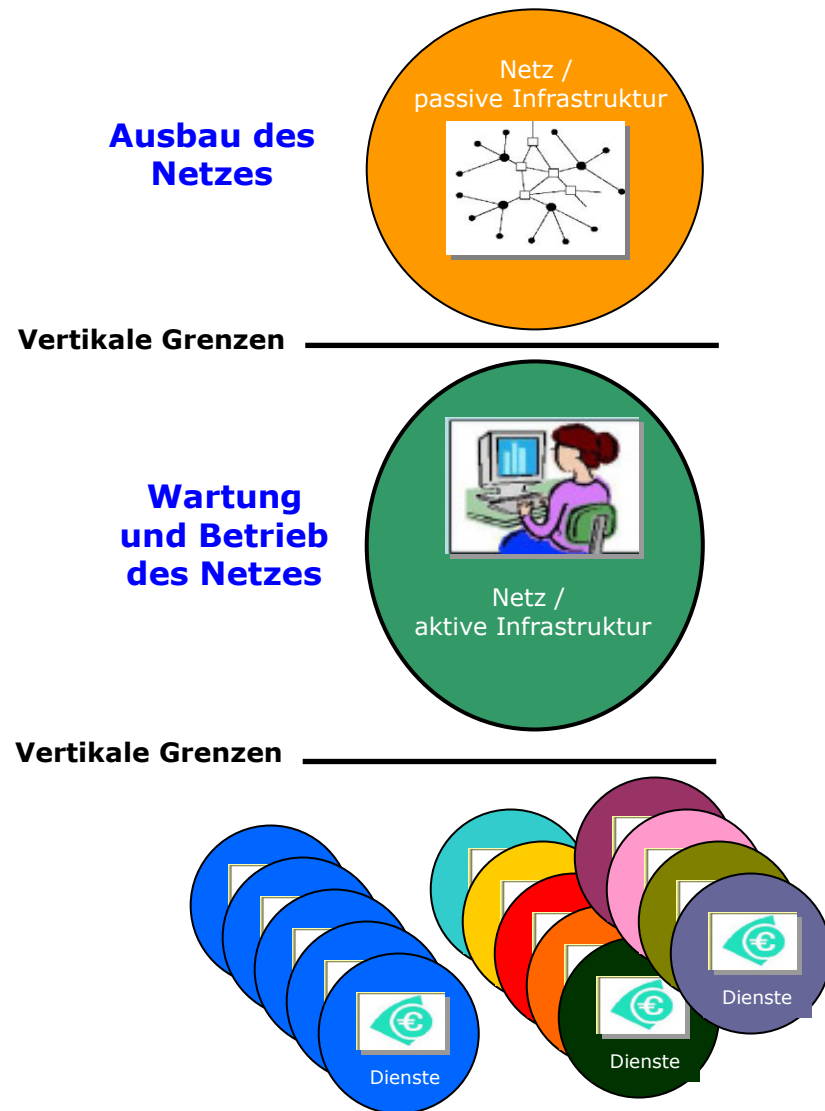 Netz /
passive Infrastruktur
Ausbau des
Netzes
Vertikale Grenzen
Wartung
und Betrieb
des Netzes
Netz /
aktive Infrastruktur
Vertikale Grenzen
€
Dienste
€
Dienste
€
Dienste